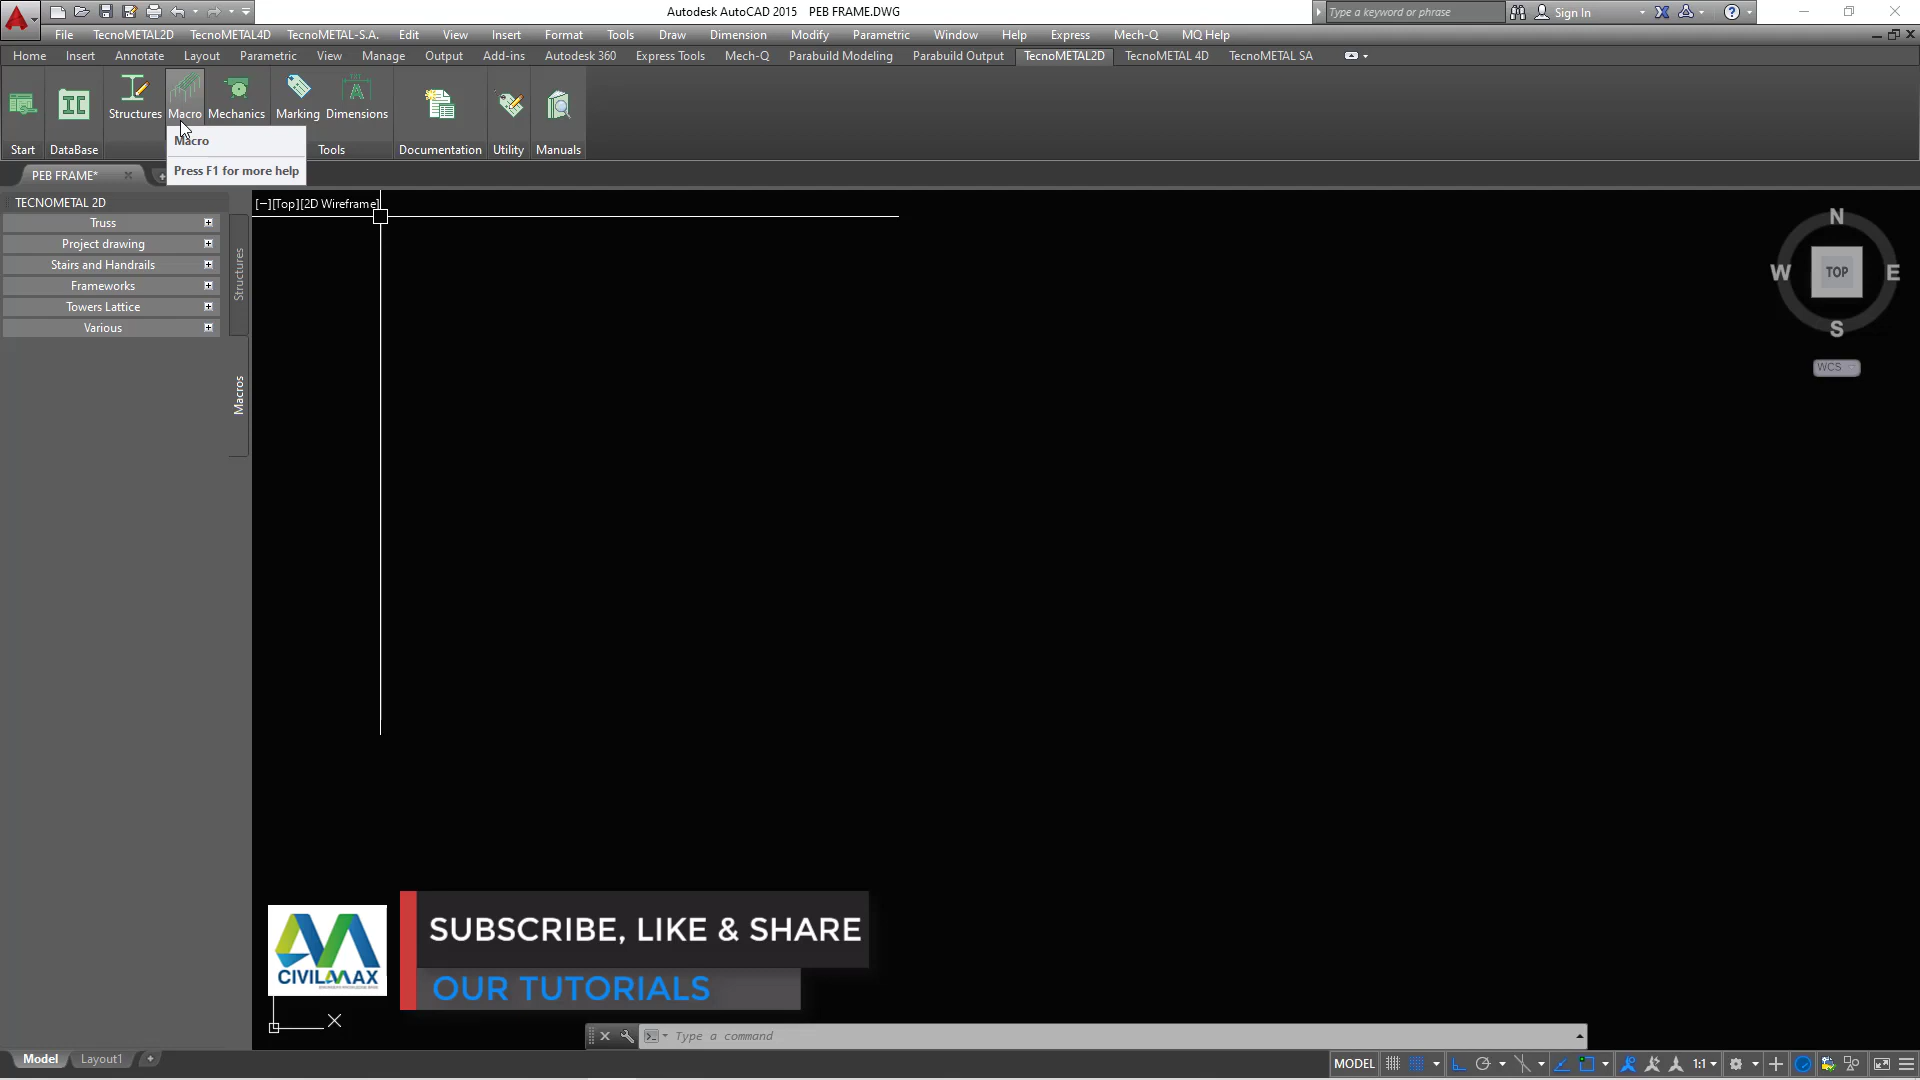 Autodesk AutoCAD 2015 PEB FRAME.DWG
Type a keyword or phrase
Sign In
File TecnoMETAL2D TecnoMETAL4D TecnoMETAL-S.A. Edit View Insert Format Tools Draw Dimension Modify Parametric Window Help Express Mech-Q MQ Help
Home Insert Annotate Layout Parametric View Manage Output Add-ins Autodesk 360 Express Tools Mech-Q Parabuild Modeling Parabuild Output TecnoMETAL2D TecnoMETAL 4D TecnoMETAL SA
Structures Macro Mechanics Marking Dimensions
Start DataBase Tools Documentation Utility Manuals
Macro
Press F1 for more help
PEB FRAME*
TECNOMETAL 2D
Truss
Project drawing
Stairs and Handrails
Frameworks
Towers Lattice
Various
Structures
Macros
[−][Top][2D Wireframe]
N
W TOP E
S
WCS
CIVILMAX
SUBSCRIBE, LIKE & SHARE
OUR TUTORIALS
Type a command
Model Layout1
MODEL 1:1